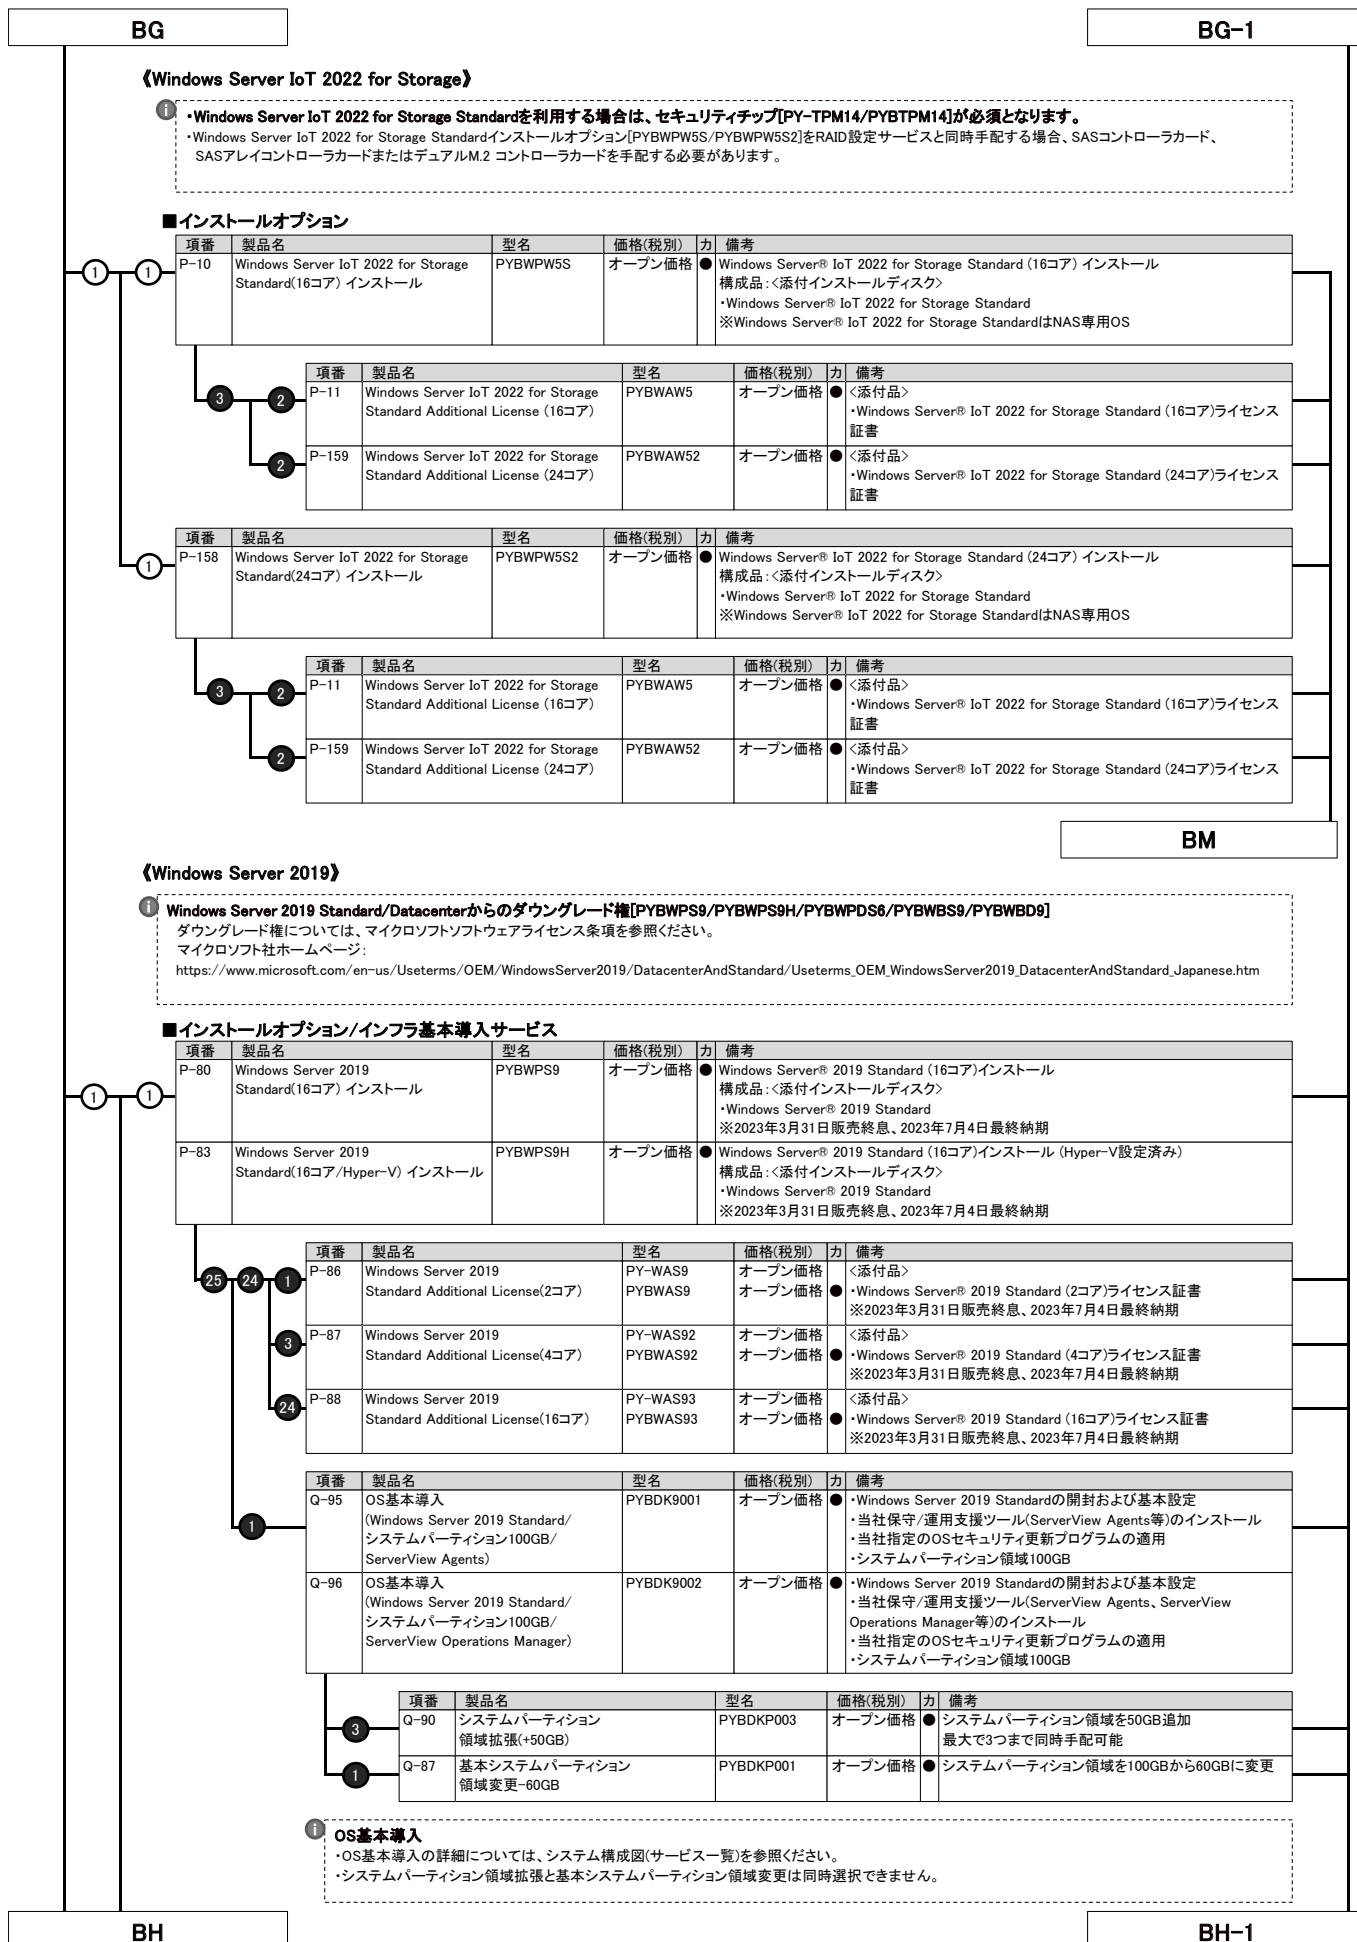 BG
BG-1
《Windows Server IoT 2022 for Storage》
・Windows Server IoT 2022 for Storage Standardを利用する場合は、セキュリティチップ[PY-TPM14/PYBTPM14]が必須となります。
・Windows Server IoT 2022 for Storage Standardインストールオプション[PYBWPW5S/PYBWPW5S2]をRAID設定サービスと同時手配する場合、SASコントローラカード、
SASアレイコントローラカードまたはデュアルM.2 コントローラカードを手配する必要があります。
■インストールオプション
項番 製品名 型名 価格(税別) カ 備考
1 1 P-10 Windows Server IoT 2022 for Storage PYBWPW5S オープン価格 ● Windows Server® IoT 2022 for Storage Standard (16コア) インストール
Standard(16コア) インストール 構成品:<添付インストールディスク>
・Windows Server® IoT 2022 for Storage Standard
※Windows Server® IoT 2022 for Storage StandardはNAS専用OS
項番 製品名 型名 価格(税別) カ 備考
3 2 P-11 Windows Server IoT 2022 for Storage PYBWAW5 オープン価格 ● <添付品>
Standard Additional License (16コア) ・Windows Server® IoT 2022 for Storage Standard (16コア)ライセンス
証書
2 P-159 Windows Server IoT 2022 for Storage PYBWAW52 オープン価格 ● <添付品>
Standard Additional License (24コア) ・Windows Server® IoT 2022 for Storage Standard (24コア)ライセンス
証書
項番 製品名 型名 価格(税別) カ 備考
1 P-158 Windows Server IoT 2022 for Storage PYBWPW5S2 オープン価格 ● Windows Server® IoT 2022 for Storage Standard (24コア) インストール
Standard(24コア) インストール 構成品:<添付インストールディスク>
・Windows Server® IoT 2022 for Storage Standard
※Windows Server® IoT 2022 for Storage StandardはNAS専用OS
項番 製品名 型名 価格(税別) カ 備考
3 2 P-11 Windows Server IoT 2022 for Storage PYBWAW5 オープン価格 ● <添付品>
Standard Additional License (16コア) ・Windows Server® IoT 2022 for Storage Standard (16コア)ライセンス
証書
2 P-159 Windows Server IoT 2022 for Storage PYBWAW52 オープン価格 ● <添付品>
Standard Additional License (24コア) ・Windows Server® IoT 2022 for Storage Standard (24コア)ライセンス
証書
BM
《Windows Server 2019》
Windows Server 2019 Standard/Datacenterからのダウングレード権[PYBWPS9/PYBWPS9H/PYBWPDS6/PYBWBS9/PYBWBD9]
ダウングレード権については、マイクロソフトソフトウェアライセンス条項を参照ください。
マイクロソフト社ホームページ:
https://www.microsoft.com/en-us/Useterms/OEM/WindowsServer2019/DatacenterAndStandard/Useterms_OEM_WindowsServer2019_DatacenterAndStandard_Japanese.htm
■インストールオプション/インフラ基本導入サービス
項番 製品名 型名 価格(税別) カ 備考
1 1 P-80 Windows Server 2019 PYBWPS9 オープン価格 ● Windows Server® 2019 Standard (16コア)インストール
Standard(16コア) インストール 構成品:<添付インストールディスク>
・Windows Server® 2019 Standard
※2023年3月31日販売終息、2023年7月4日最終納期
P-83 Windows Server 2019 PYBWPS9H オープン価格 ● Windows Server® 2019 Standard (16コア)インストール (Hyper-V設定済み)
Standard(16コア/Hyper-V) インストール 構成品:<添付インストールディスク>
・Windows Server® 2019 Standard
※2023年3月31日販売終息、2023年7月4日最終納期
項番 製品名 型名 価格(税別) カ 備考
25 24 1 P-86 Windows Server 2019 PY-WAS9 オープン価格 <添付品>
Standard Additional License(2コア) PYBWAS9 オープン価格 ● ・Windows Server® 2019 Standard (2コア)ライセンス証書
※2023年3月31日販売終息、2023年7月4日最終納期
3 P-87 Windows Server 2019 PY-WAS92 オープン価格 <添付品>
Standard Additional License(4コア) PYBWAS92 オープン価格 ● ・Windows Server® 2019 Standard (4コア)ライセンス証書
※2023年3月31日販売終息、2023年7月4日最終納期
24 P-88 Windows Server 2019 PY-WAS93 オープン価格 <添付品>
Standard Additional License(16コア) PYBWAS93 オープン価格 ● ・Windows Server® 2019 Standard (16コア)ライセンス証書
※2023年3月31日販売終息、2023年7月4日最終納期
項番 製品名 型名 価格(税別) カ 備考
1 Q-95 OS基本導入 PYBDK9001 オープン価格 ● ・Windows Server 2019 Standardの開封および基本設定
(Windows Server 2019 Standard/ ・当社保守/運用支援ツール(ServerView Agents等)のインストール
システムパーティション100GB/ ・当社指定のOSセキュリティ更新プログラムの適用
ServerView Agents) ・システムパーティション領域100GB
Q-96 OS基本導入 PYBDK9002 オープン価格 ● ・Windows Server 2019 Standardの開封および基本設定
(Windows Server 2019 Standard/ ・当社保守/運用支援ツール(ServerView Agents、ServerView
システムパーティション100GB/ Operations Manager等)のインストール
ServerView Operations Manager) ・当社指定のOSセキュリティ更新プログラムの適用
・システムパーティション領域100GB
項番 製品名 型名 価格(税別) カ 備考
3 Q-90 システムパーティション PYBDKP003 オープン価格 ● システムパーティション領域を50GB追加
領域拡張(+50GB) 最大で3つまで同時手配可能
1 Q-87 基本システムパーティション PYBDKP001 オープン価格 ● システムパーティション領域を100GBから60GBに変更
領域変更-60GB
OS基本導入
・OS基本導入の詳細については、システム構成図(サービス一覧)を参照ください。
・システムパーティション領域拡張と基本システムパーティション領域変更は同時選択できません。
BH
BH-1